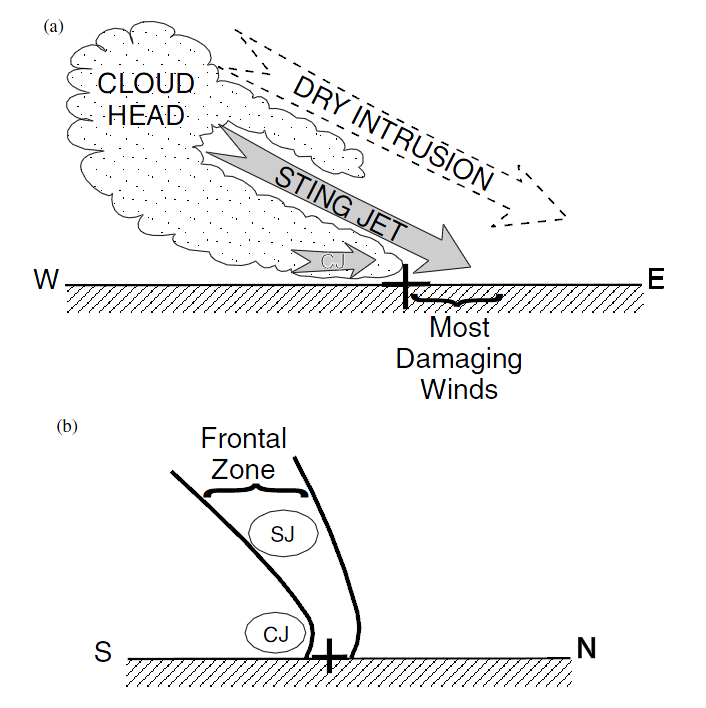 (a)
CLOUD
HEAD
DRY INTRUSION
STING JET
CJ
W
E
Most
Damaging
Winds
(b)
Frontal
Zone
SJ
CJ
S
N